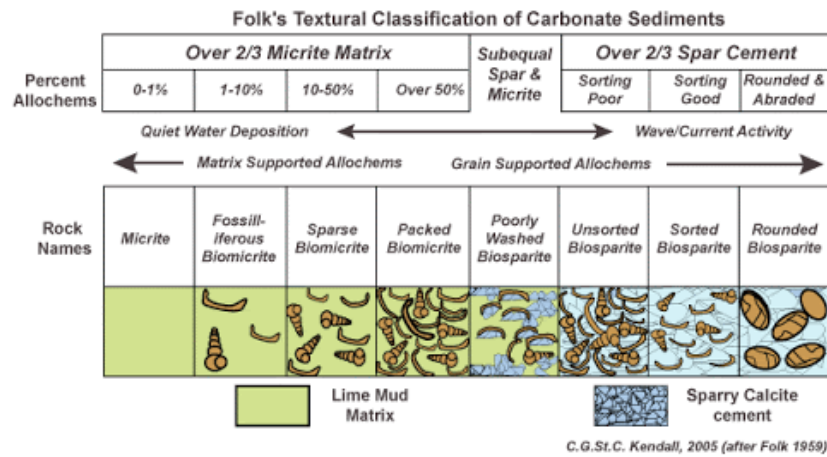 Folk's Textural Classification of Carbonate Sediments
Over 2/3 Micrite Matrix
Subequal
Spar &
Micrite
Over 2/3 Spar Cement
Percent
Allochems
0-1%
1-10%
10-50%
Over 50%
Sorting
Poor
Sorting
Good
Rounded &
Abraded
Quiet Water Deposition
Wave/Current Activity
Matrix Supported Allochems
Grain Supported Allochems
Rock
Names
Micrite
Fossill-
iferous
Biomicrite
Sparse
Biomicrite
Packed
Biomicrite
Poorly
Washed
Biosparite
Unsorted
Biosparite
Sorted
Biosparite
Rounded
Biosparite
Lime Mud
Matrix
Sparry Calcite
cement
C.G.St.C. Kendall, 2005 (after Folk 1959)